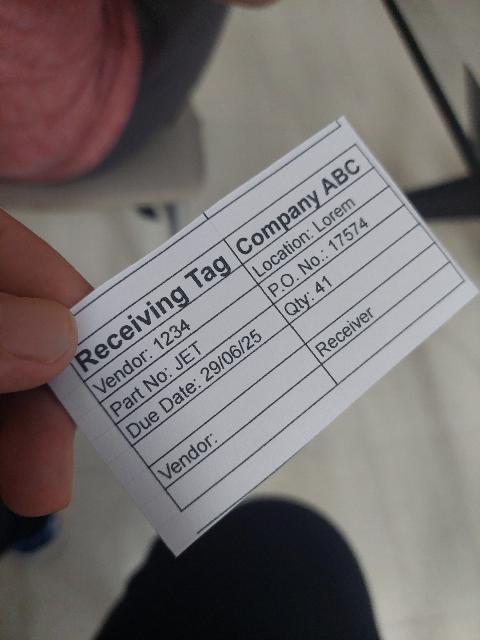 Receiving Tag Company ABC
Vendor: 1234 Location: Lorem
Part No: JET P.O. No.: 17574
Due Date: 29/06/25 Qty: 41
Vendor: Receiver